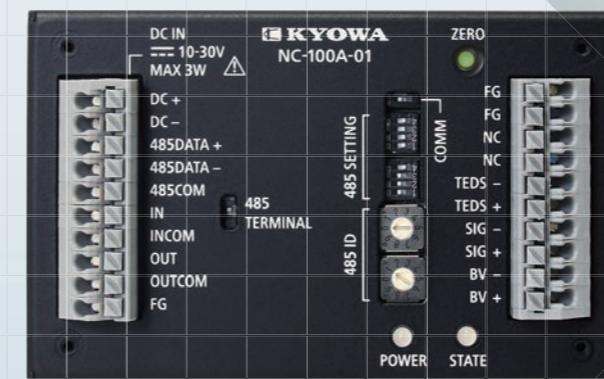 DC IN
10-30V
MAX 3W
KYOWA
NC-100A-01
ZERO
DC +
DC −
485DATA +
485DATA −
485COM
IN
INCOM
OUT
OUTCOM
FG
485
TERMINAL
485 SETTING
COMM
485 ID
FG
FG
NC
NC
TEDS −
TEDS +
SIG −
SIG +
BV −
BV +
POWER
STATE